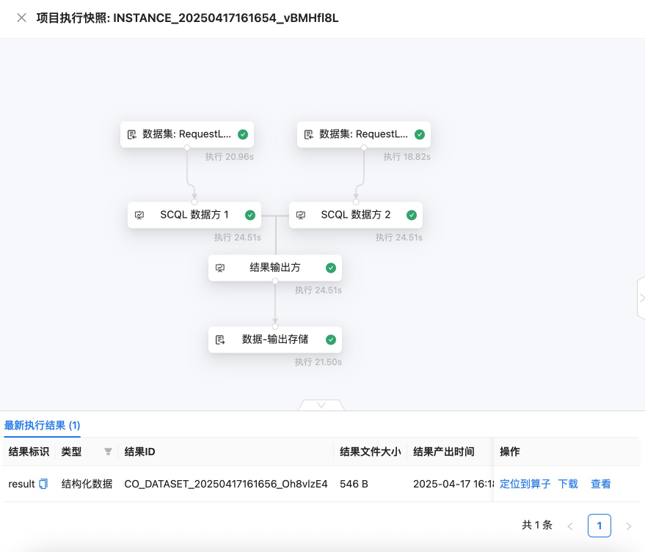 项目执行快照: INSTANCE_20250417161654_vBMHfI8L
数据集: RequestL...
数据集: RequestL...
执行 20.96s
执行 18.82s
SCQL 数据方 1
SCQL 数据方 2
执行 24.51s
执行 24.51s
结果输出方
执行 24.51s
数据-输出存储
执行 21.50s
最新执行结果 (1)
结果标识 类型 结果ID 结果文件大小 结果产出时间 操作
result 结构化数据 CO_DATASET_20250417161656_Oh8vIzE4 546 B 2025-04-17 16:18 定位到算子 下载 查看
共 1 条 1